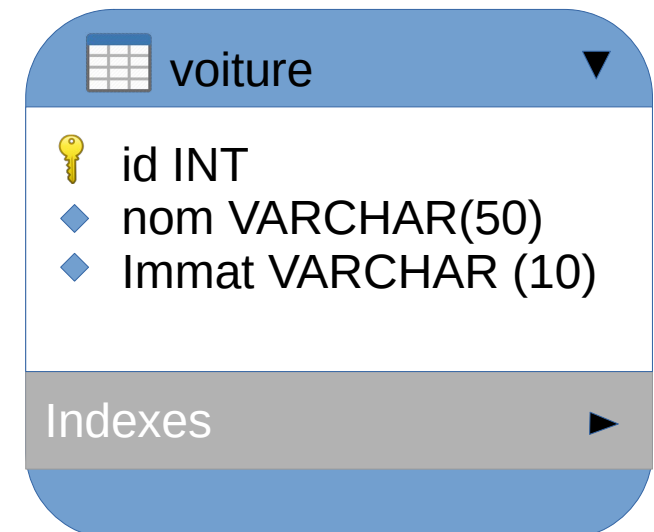 voiture
id INT
nom VARCHAR(50)
Immat VARCHAR (10)
Indexes